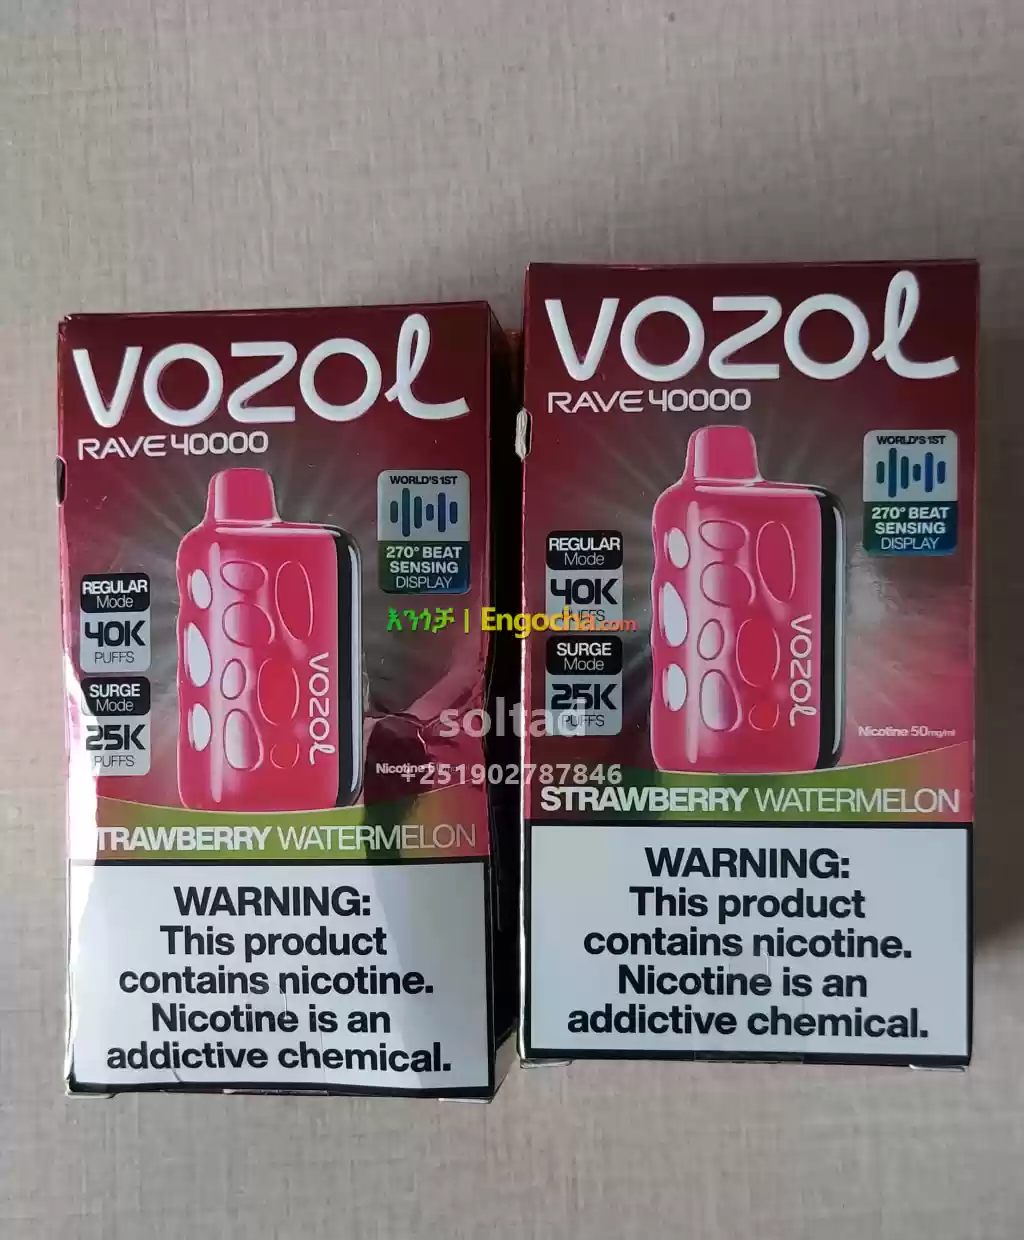 VOZOL
RAVE 40000
WORLD'S 1ST
270° BEAT
SENSING
DISPLAY
REGULAR
Mode
40K
PUFFS
SURGE
Mode
25K
PUFFS
VOZOL
Nicotine
TRAWBERRY WATERMELON
WARNING:
This product
contains nicotine.
Nicotine is an
addictive chemical.
VOZOL
RAVE 40000
WORLD'S 1ST
270° BEAT
SENSING
DISPLAY
REGULAR
Mode
40K
PUFFS
SURGE
Mode
25K
PUFFS
VOZOL
Nicotine 50mg/ml
STRAWBERRY WATERMELON
WARNING:
This product
contains nicotine.
Nicotine is an
addictive chemical.
እንጎቻ | Engocha.com
soltad
+251902787846